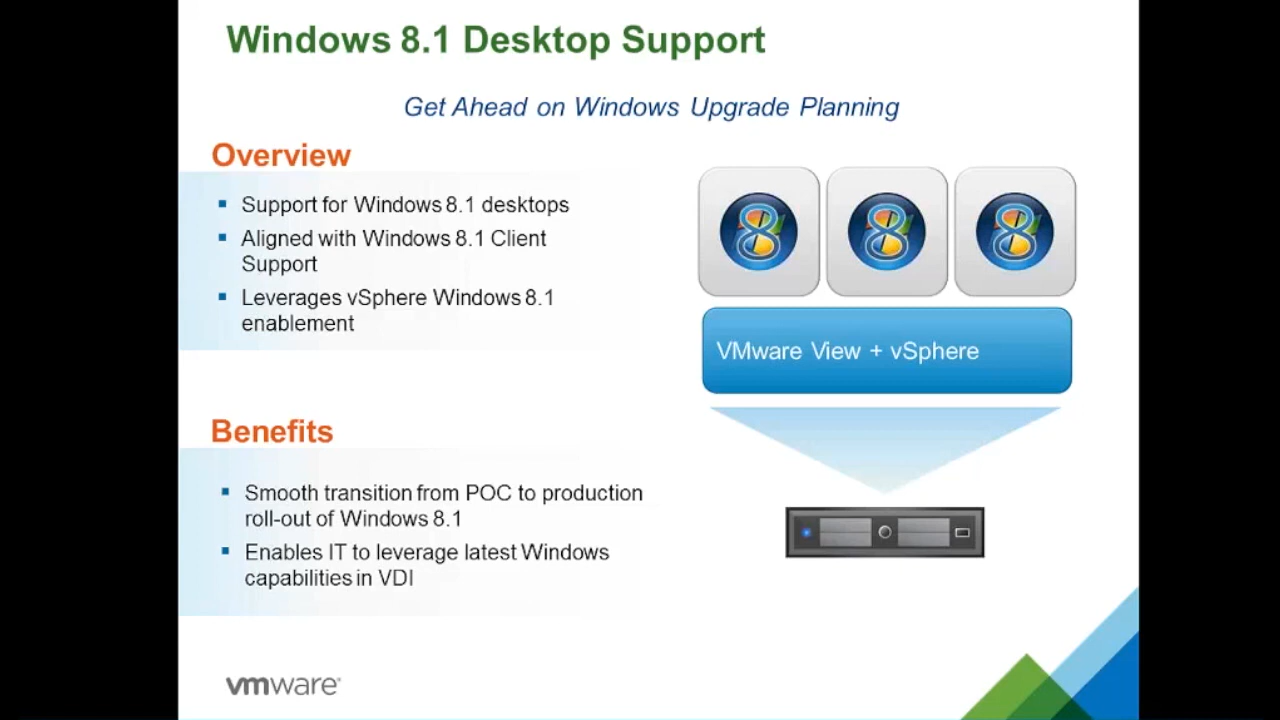 Windows 8.1 Desktop Support
Get Ahead on Windows Upgrade Planning
Overview
Support for Windows 8.1 desktops
Aligned with Windows 8.1 Client
Support
Leverages vSphere Windows 8.1
enablement
8 8 8
VMware View + vSphere
Benefits
Smooth transition from POC to production
roll-out of Windows 8.1
Enables IT to leverage latest Windows
capabilities in VDI
vmware®